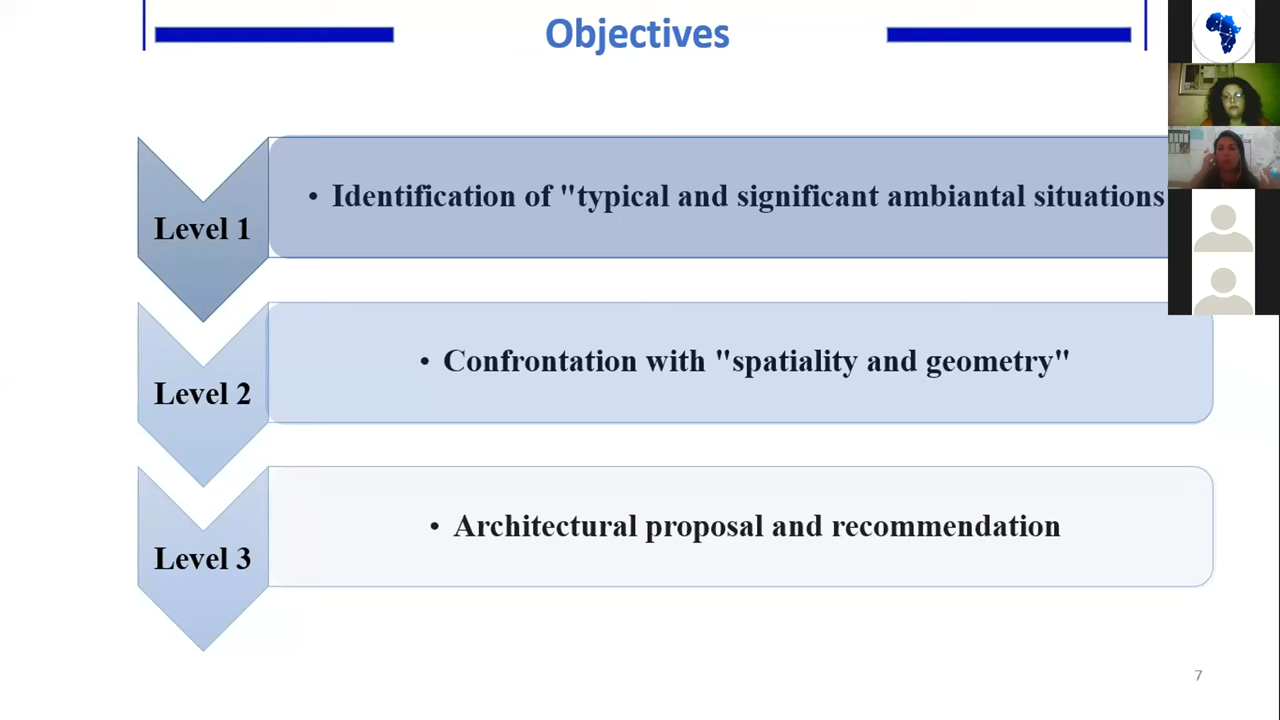 Objectives
Level 1
• Identification of "typical and significant ambiantal situations
Level 2
• Confrontation with "spatiality and geometry"
Level 3
• Architectural proposal and recommendation
7